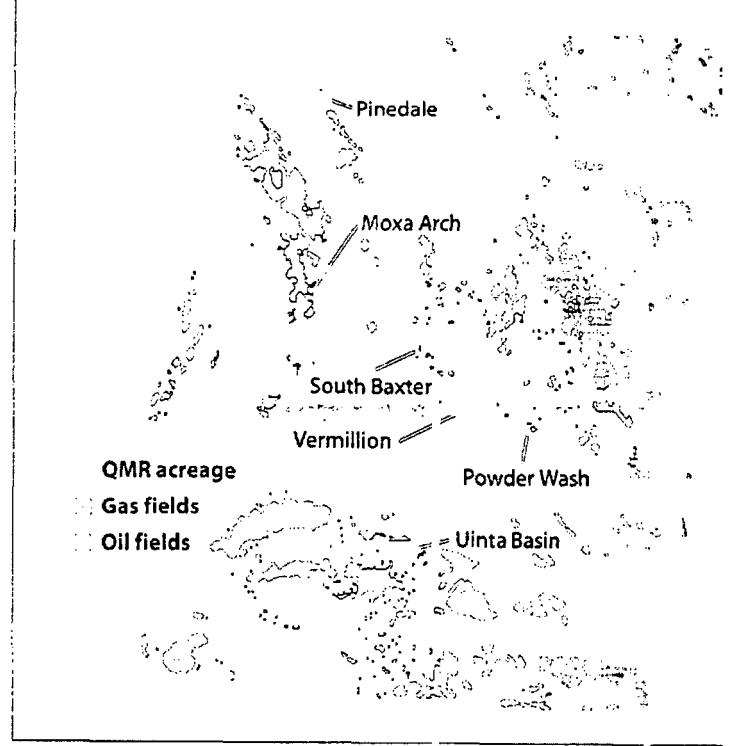 Pinedale
Moxa Arch
South Baxter
Vermillion
Powder Wash
QMR acreage
Gas fields
Oil fields
Uinta Basin